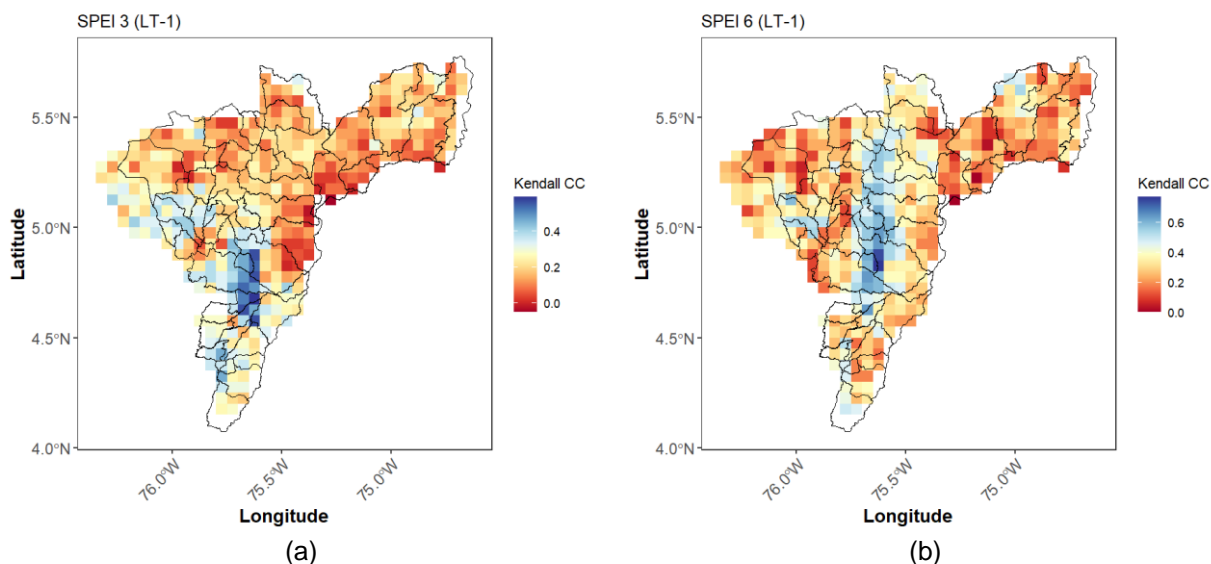 SPEI 3 (LT-1)
5.5°N
5.0°N
4.5°N
4.0°N
Latitude
76.0°W
75.5°W
75.0°W
Longitude
Kendall CC
0.4
0.2
0.0
(a)
SPEI 6 (LT-1)
5.5°N
5.0°N
4.5°N
4.0°N
Latitude
76.0°W
75.5°W
75.0°W
Longitude
Kendall CC
0.6
0.4
0.2
0.0
(b)